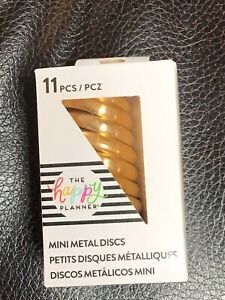 11 PCS / PCZ
THE
happy
PLANNER
MINI METAL DISCS
PETITS DISQUES MÉTALLIQUES
DISCOS METÁLICOS MINI